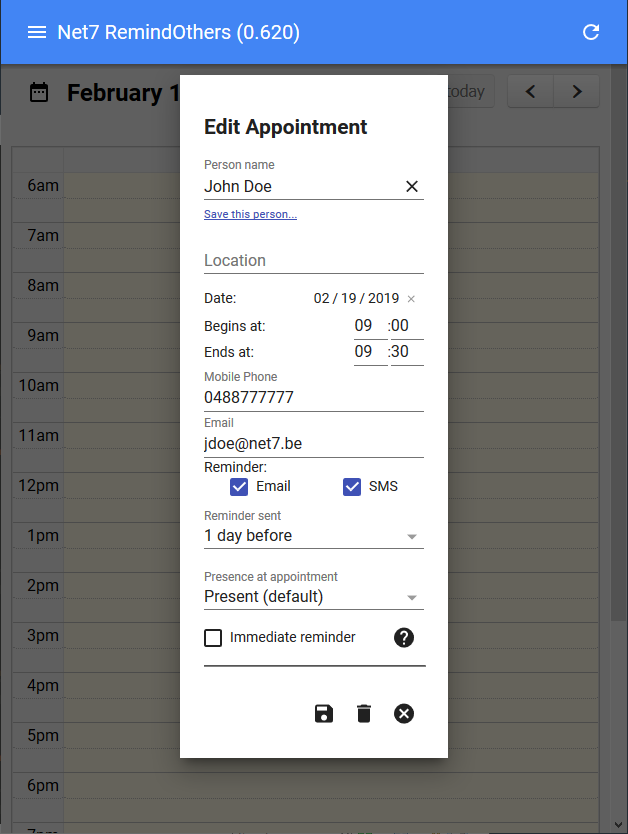 Net7 RemindOthers (0.620)
February 1
today
Edit Appointment
Person name
John Doe
Save this person...
Location
Date: 02 / 19 / 2019
Begins at: 09 :00
Ends at: 09 :30
Mobile Phone
0488777777
Email
jdoe@net7.be
Reminder:
Email SMS
Reminder sent
1 day before
Presence at appointment
Present (default)
Immediate reminder
6am
7am
8am
9am
10am
11am
12pm
1pm
2pm
3pm
4pm
5pm
6pm